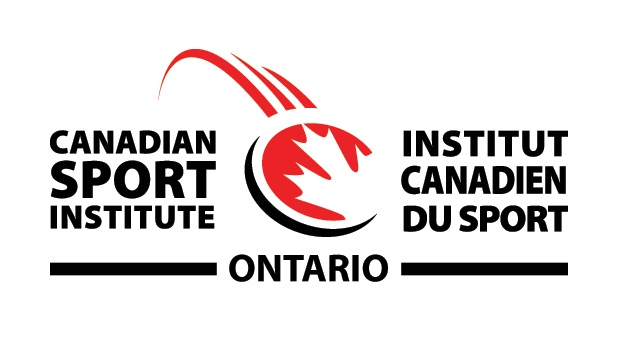 CANADIAN
SPORT
INSTITUTE
INSTITUT
CANADIEN
DU SPORT
ONTARIO